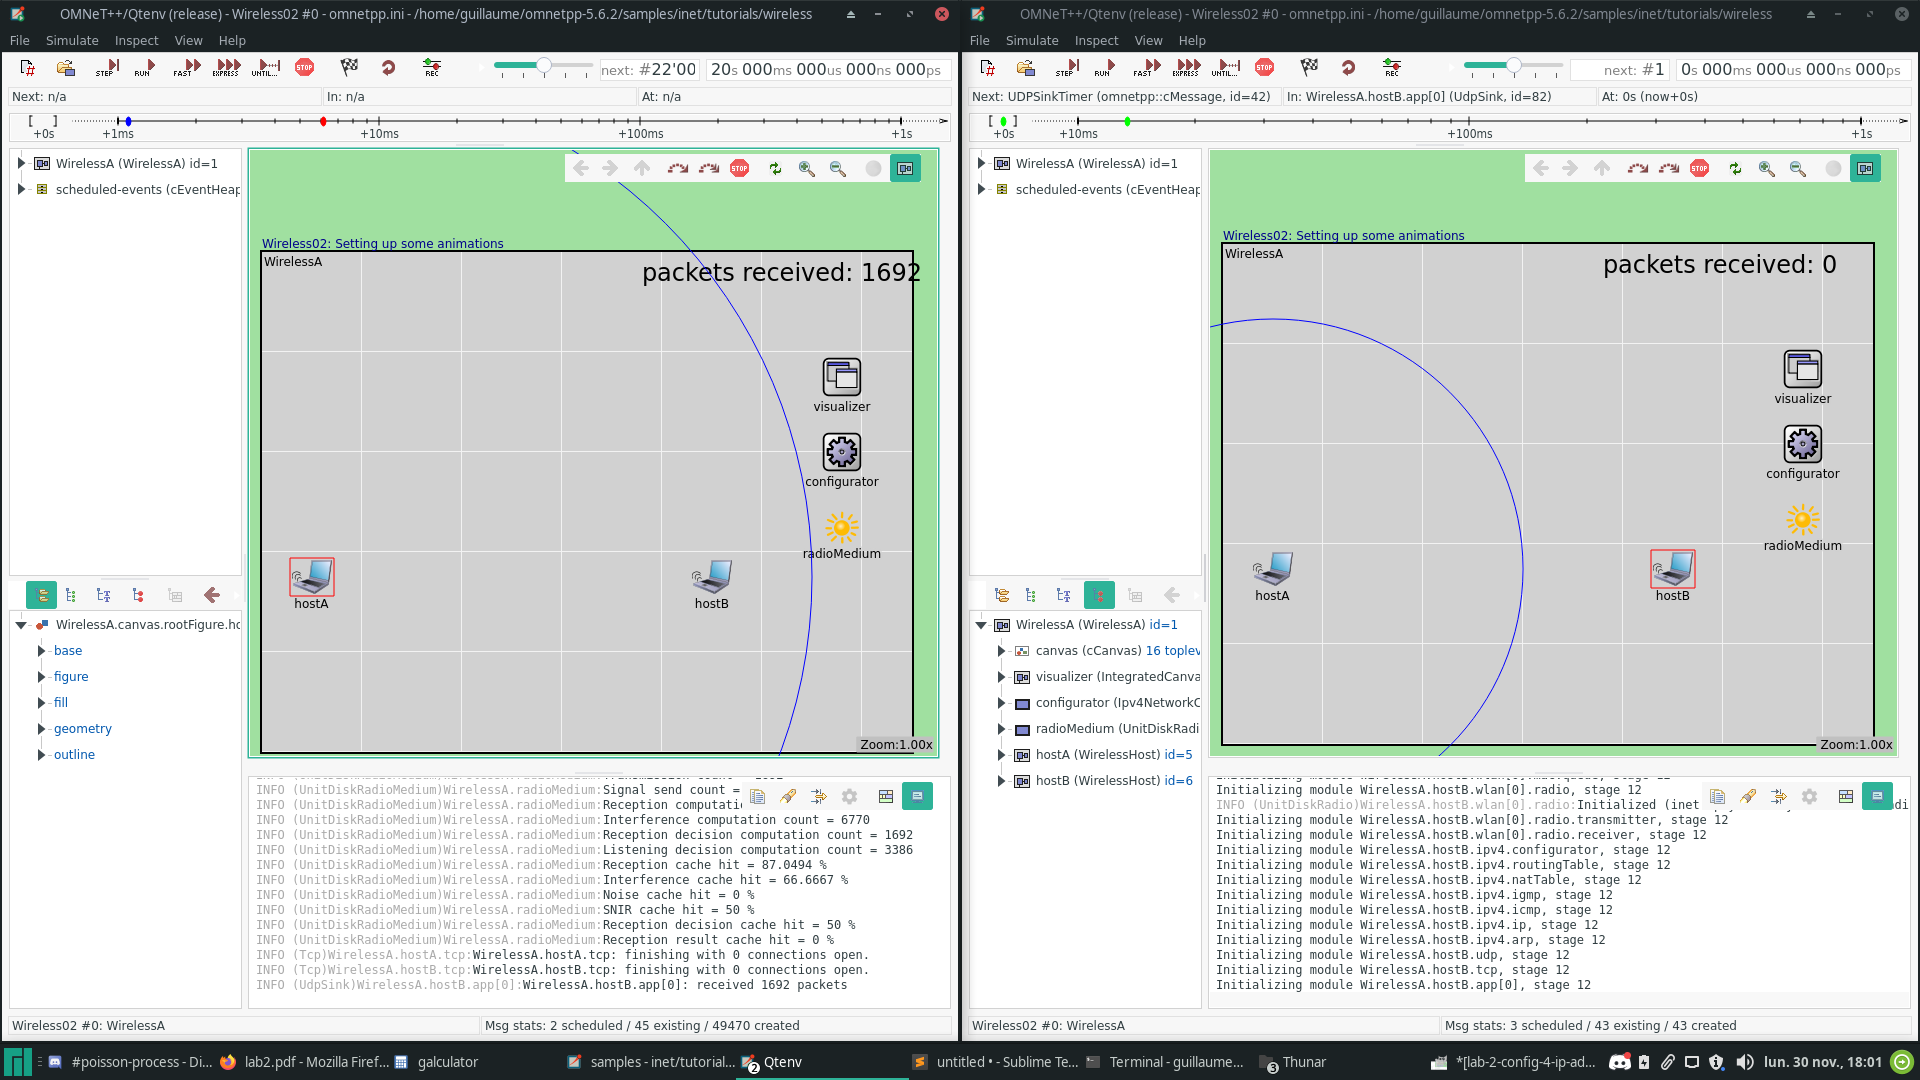 OMNeT++/Qtenv (release) - Wireless02 #0 - omnetpp.ini - /home/guillaume/omnetpp-5.6.2/samples/inet/tutorials/wireless
File Simulate Inspect View Help
STEP RUN FAST EXPRESS UNTIL... STOP REC next: #22'00 20s 000ms 000us 000ns 000ps
Next: n/a In: n/a At: n/a
+0s +1ms +10ms +100ms +1s
WirelessA (WirelessA) id=1
scheduled-events (cEventHeap
STOP
Wireless02: Setting up some animations
WirelessA
packets received: 1692
visualizer
configurator
radioMedium
hostA
hostB
Zoom:1.00x
WirelessA.canvas.rootFigure.ho
base
figure
fill
geometry
outline
INFO (UnitDiskRadioMedium)WirelessA.radioMedium:Signal send count =
INFO (UnitDiskRadioMedium)WirelessA.radioMedium:Reception computatio
INFO (UnitDiskRadioMedium)WirelessA.radioMedium:Interference computation count = 6770
INFO (UnitDiskRadioMedium)WirelessA.radioMedium:Reception decision computation count = 1692
INFO (UnitDiskRadioMedium)WirelessA.radioMedium:Listening decision computation count = 3386
INFO (UnitDiskRadioMedium)WirelessA.radioMedium:Reception cache hit = 87.0494 %
INFO (UnitDiskRadioMedium)WirelessA.radioMedium:Interference cache hit = 66.6667 %
INFO (UnitDiskRadioMedium)WirelessA.radioMedium:Noise cache hit = 0 %
INFO (UnitDiskRadioMedium)WirelessA.radioMedium:SNIR cache hit = 50 %
INFO (UnitDiskRadioMedium)WirelessA.radioMedium:Reception decision cache hit = 50 %
INFO (UnitDiskRadioMedium)WirelessA.radioMedium:Reception result cache hit = 0 %
INFO (Tcp)WirelessA.hostA.tcp:WirelessA.hostA.tcp: finishing with 0 connections open.
INFO (Tcp)WirelessA.hostB.tcp:WirelessA.hostB.tcp: finishing with 0 connections open.
INFO (UdpSink)WirelessA.hostB.app[0]:WirelessA.hostB.app[0]: received 1692 packets
Wireless02 #0: WirelessA Msg stats: 2 scheduled / 45 existing / 49470 created
OMNeT++/Qtenv (release) - Wireless02 #0 - omnetpp.ini - /home/guillaume/omnetpp-5.6.2/samples/inet/tutorials/wireless
File Simulate Inspect View Help
STEP RUN FAST EXPRESS UNTIL... STOP REC next: #1 0s 000ms 000us 000ns 000ps
Next: UDPSinkTimer (omnetpp::cMessage, id=42) In: WirelessA.hostB.app[0] (UdpSink, id=82) At: 0s (now+0s)
+0s +10ms +100ms +1s
WirelessA (WirelessA) id=1
scheduled-events (cEventHeap
STOP
Wireless02: Setting up some animations
WirelessA
packets received: 0
visualizer
configurator
radioMedium
hostA
hostB
Zoom:1.00x
WirelessA (WirelessA) id=1
canvas (cCanvas) 16 toplev
visualizer (IntegratedCanva
configurator (Ipv4NetworkC
radioMedium (UnitDiskRadi
hostA (WirelessHost) id=5
hostB (WirelessHost) id=6
Initializing module WirelessA.hostB.wlan[0].radio, stage 12
INFO (UnitDiskRadio)WirelessA.hostB.wlan[0].radio:Initialized (inet
Initializing module WirelessA.hostB.wlan[0].radio.transmitter, stage 12
Initializing module WirelessA.hostB.wlan[0].radio.receiver, stage 12
Initializing module WirelessA.hostB.ipv4.configurator, stage 12
Initializing module WirelessA.hostB.ipv4.routingTable, stage 12
Initializing module WirelessA.hostB.ipv4.natTable, stage 12
Initializing module WirelessA.hostB.ipv4.igmp, stage 12
Initializing module WirelessA.hostB.ipv4.icmp, stage 12
Initializing module WirelessA.hostB.ipv4.ip, stage 12
Initializing module WirelessA.hostB.ipv4.arp, stage 12
Initializing module WirelessA.hostB.udp, stage 12
Initializing module WirelessA.hostB.tcp, stage 12
Initializing module WirelessA.hostB.app[0], stage 12
Wireless02 #0: WirelessA Msg stats: 3 scheduled / 43 existing / 43 created
#poisson-process - Di... lab2.pdf - Mozilla Firef... galculator samples - inet/tutorial... 2 Qtenv untitled • - Sublime Te... Terminal - guillaume... 3 Thunar *[lab-2-config-4-ip-ad... lun. 30 nov., 18:01